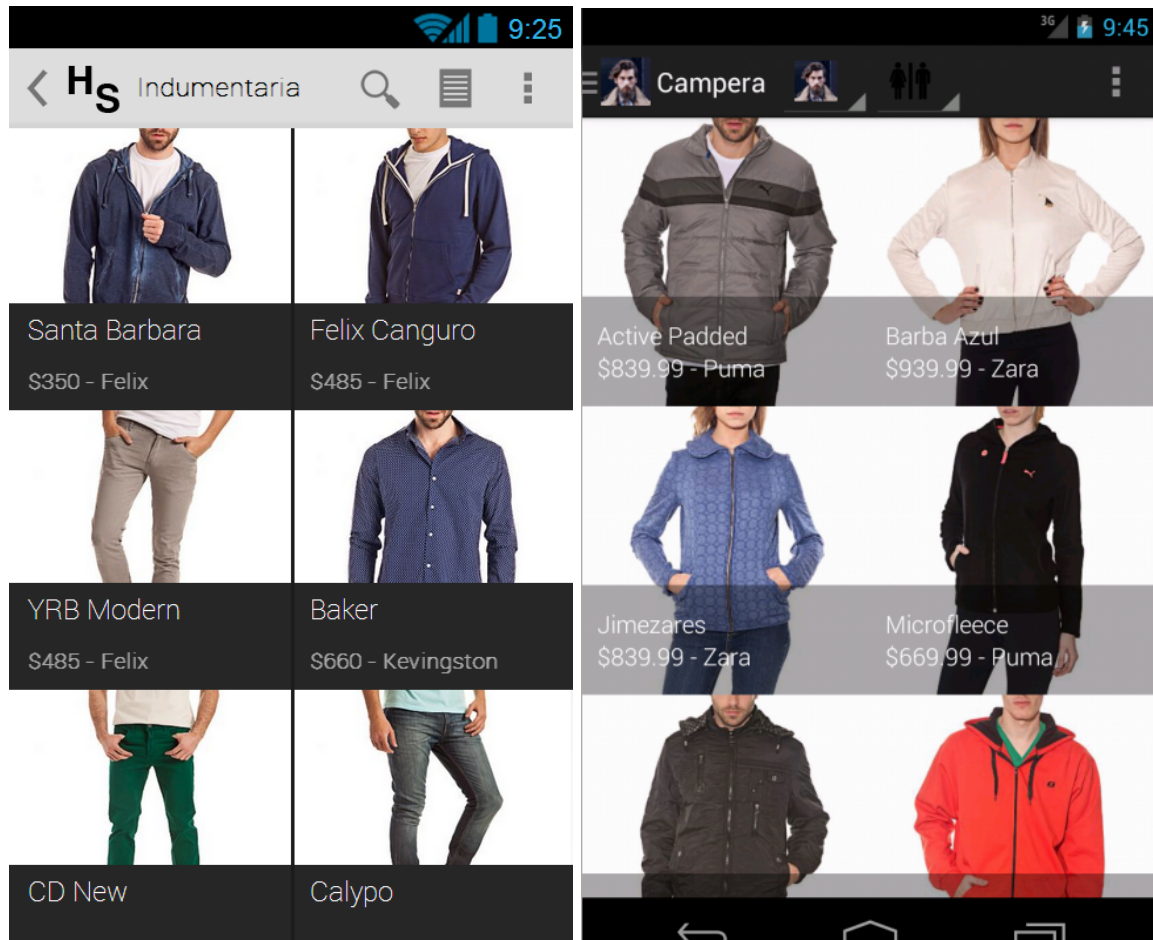 9:25
HS Indumentaria
Santa Barbara
$350 - Felix
Felix Canguro
$485 - Felix
YRB Modern
$485 - Felix
Baker
$660 - Kevingston
CD New
Calypo
3G 9:45
Campera
Active Padded
$839.99 - Puma
Barba Azul
$939.99 - Zara
Jimezares
$839.99 - Zara
Microfleece
$669.99 - Puma